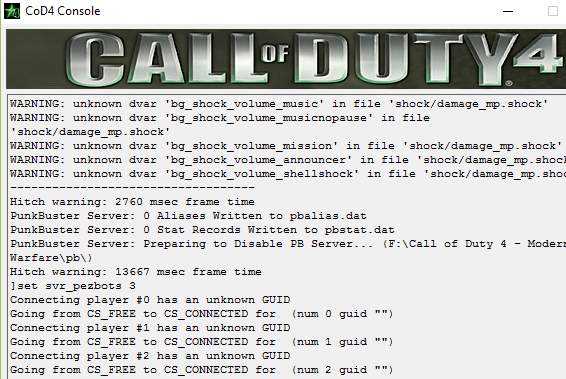 CoD4 Console
CALL OF DUTY 4
WARNING: unknown dvar 'bg_shock_volume_music' in file 'shock/damage_mp.shock'
WARNING: unknown dvar 'bg_shock_volume_musicnopause' in file
'shock/damage_mp.shock'
WARNING: unknown dvar 'bg_shock_volume_mission' in file 'shock/damage_mp.shock'
WARNING: unknown dvar 'bg_shock_volume_announcer' in file 'shock/damage_mp.shock
WARNING: unknown dvar 'bg_shock_volume_shellshock' in file 'shock/damage_mp.shoc
-----------------------------------
Hitch warning: 2760 msec frame time
PunkBuster Server: 0 Aliases Written to pbalias.dat
PunkBuster Server: 0 Stat Records Written to pbstat.dat
PunkBuster Server: Preparing to Disable PB Server... (F:\Call of Duty 4 - Modern
Warfare\pb\)
Hitch warning: 13667 msec frame time
]set svr_pezbots 3
Connecting player #0 has an unknown GUID
Going from CS_FREE to CS_CONNECTED for  (num 0 guid "")
Connecting player #1 has an unknown GUID
Going from CS_FREE to CS_CONNECTED for  (num 1 guid "")
Connecting player #2 has an unknown GUID
Going from CS_FREE to CS_CONNECTED for  (num 2 guid "")